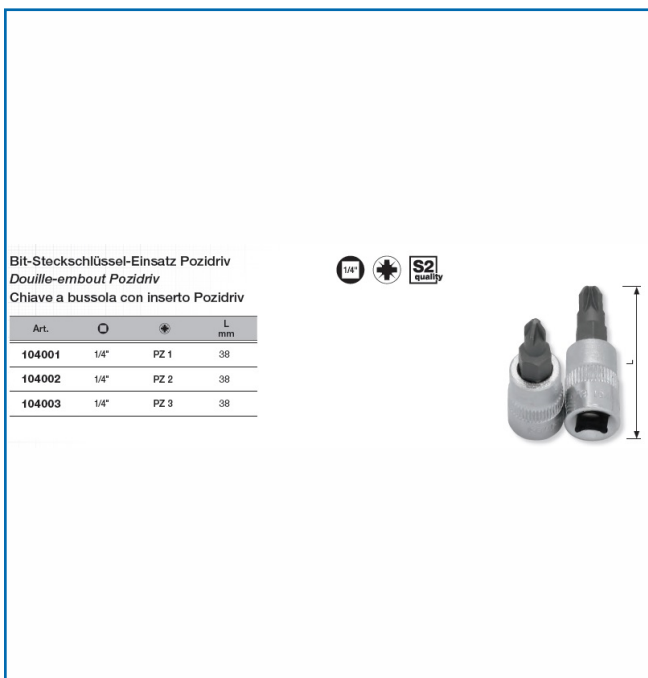 Bit-Steckschlüssel-Einsatz Pozidriv
Douille-embout Pozidriv
Chiave a bussola con inserto Pozidriv
1/4" S2 quality
Art. L mm
104001 1/4" PZ 1 38
104002 1/4" PZ 2 38
104003 1/4" PZ 3 38
L